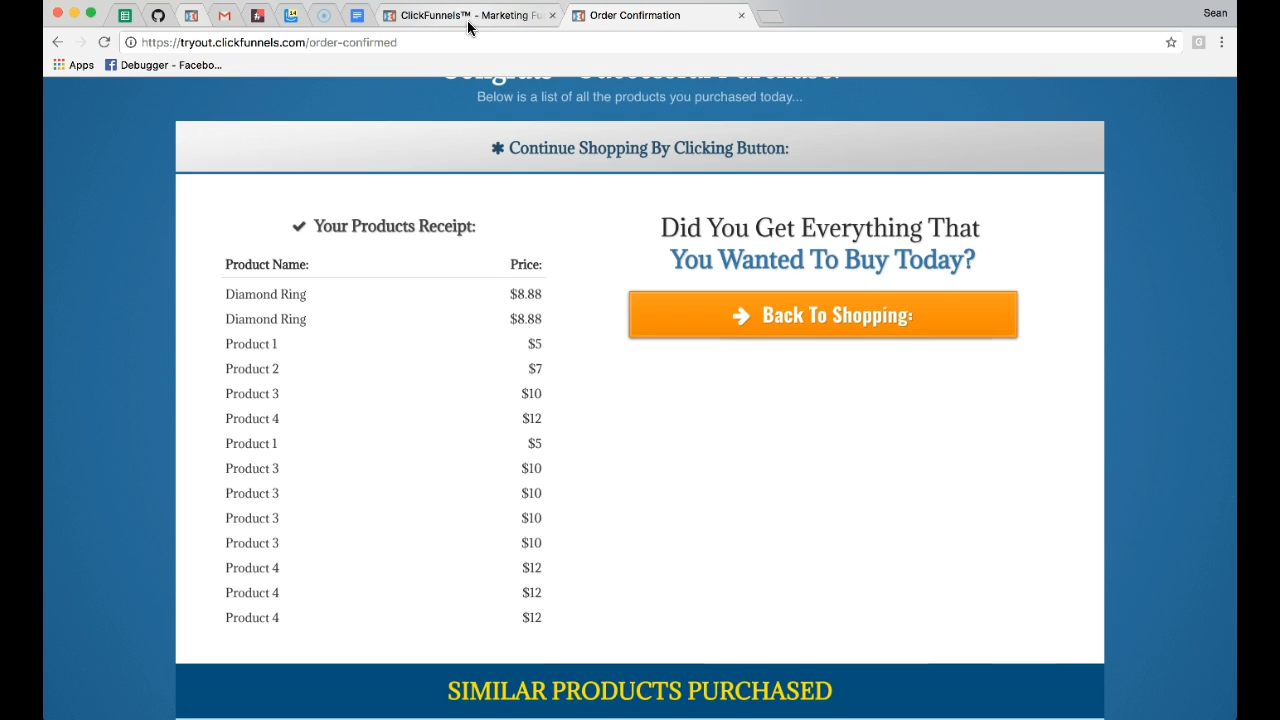 ClickFunnels™ - Marketing Fu
Order Confirmation
Sean
https://tryout.clickfunnels.com/order-confirmed
Apps
Debugger - Facebo...
Below is a list of all the products you purchased today...
✱ Continue Shopping By Clicking Button:
✔ Your Products Receipt:
Product Name: Price:
Diamond Ring $8.88
Diamond Ring $8.88
Product 1 $5
Product 2 $7
Product 3 $10
Product 4 $12
Product 1 $5
Product 3 $10
Product 3 $10
Product 3 $10
Product 3 $10
Product 4 $12
Product 4 $12
Product 4 $12
Did You Get Everything That
You Wanted To Buy Today?
➔ Back To Shopping:
SIMILAR PRODUCTS PURCHASED